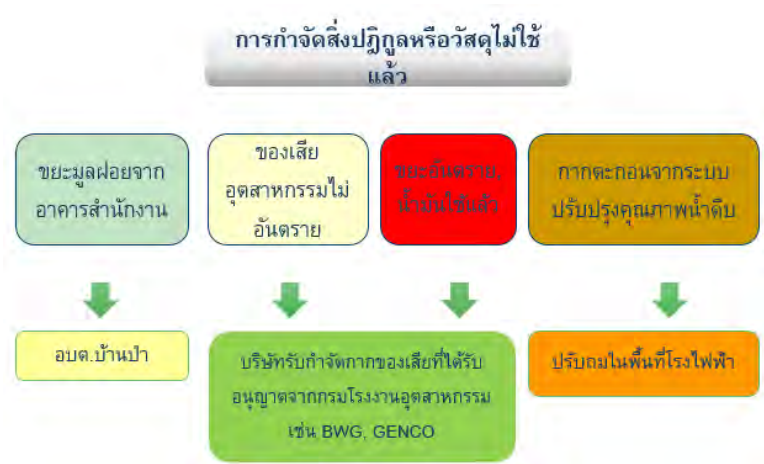 การกำจัดสิ่งปฏิกูลหรือวัสดุไม่ใช้
แล้ว
ขยะมูลฝอยจาก
อาคารสำนักงาน
ของเสีย
อุตสาหกรรมไม่
อันตราย
ขยะอันตราย,
น้ำมันใช้แล้ว
กากตะกอนจากระบบ
ปรับปรุงคุณภาพน้ำดิบ
อบต.บ้านป่า
บริษัทรับกำจัดกากของเสียที่ได้รับ
อนุญาตจากกรมโรงงานอุตสาหกรรม
เช่น BWG, GENCO
ปรับถมในพื้นที่โรงไฟฟ้า